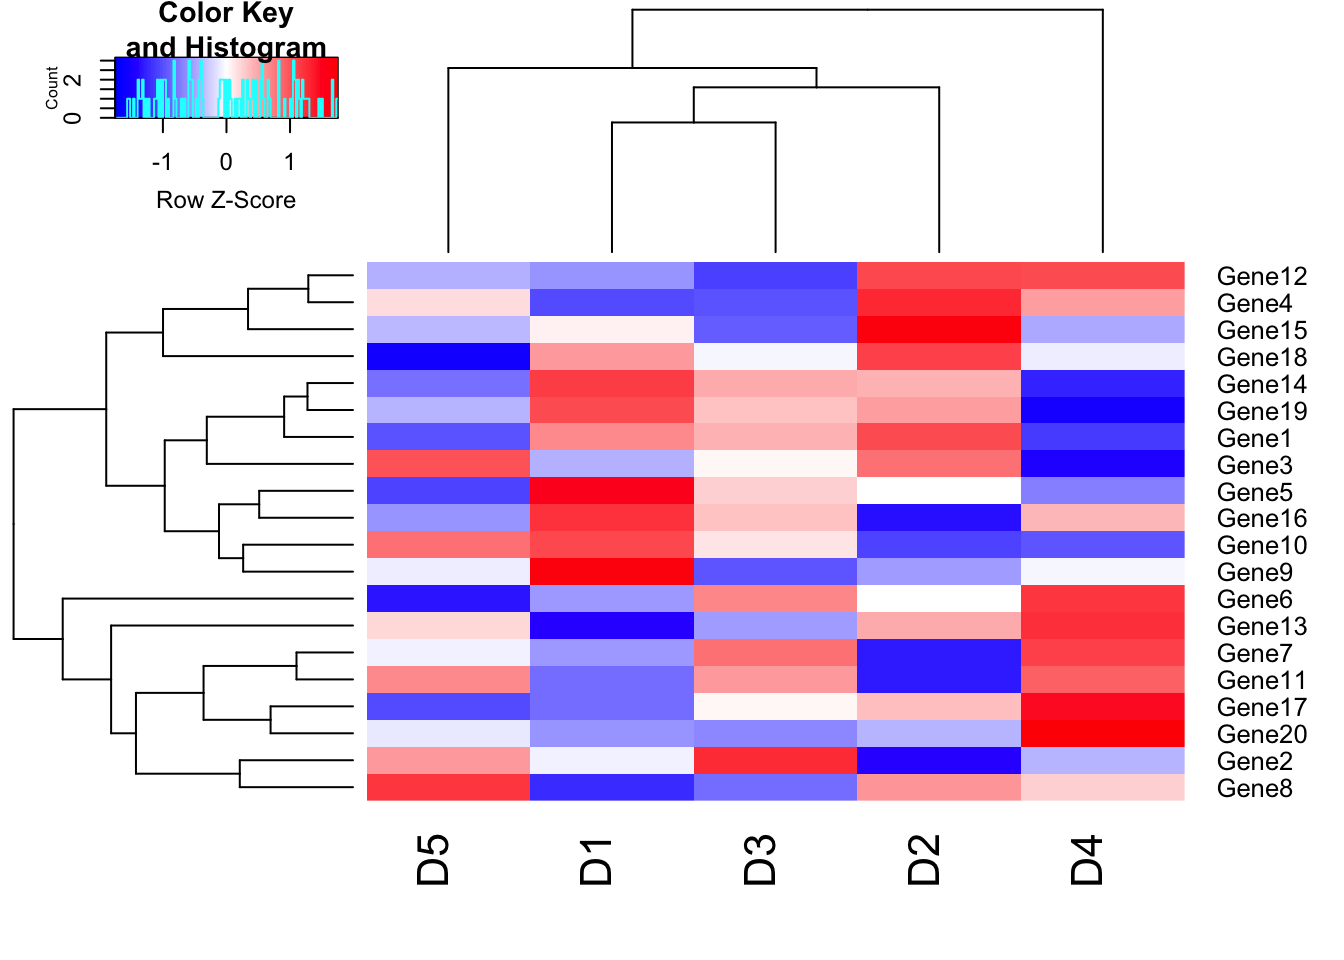 Color Key
and Histogram
Count
0 2
-1 0 1
Row Z-Score
Gene12
Gene4
Gene15
Gene18
Gene14
Gene19
Gene1
Gene3
Gene5
Gene16
Gene10
Gene9
Gene6
Gene13
Gene7
Gene11
Gene17
Gene20
Gene2
Gene8
D5 D1 D3 D2 D4